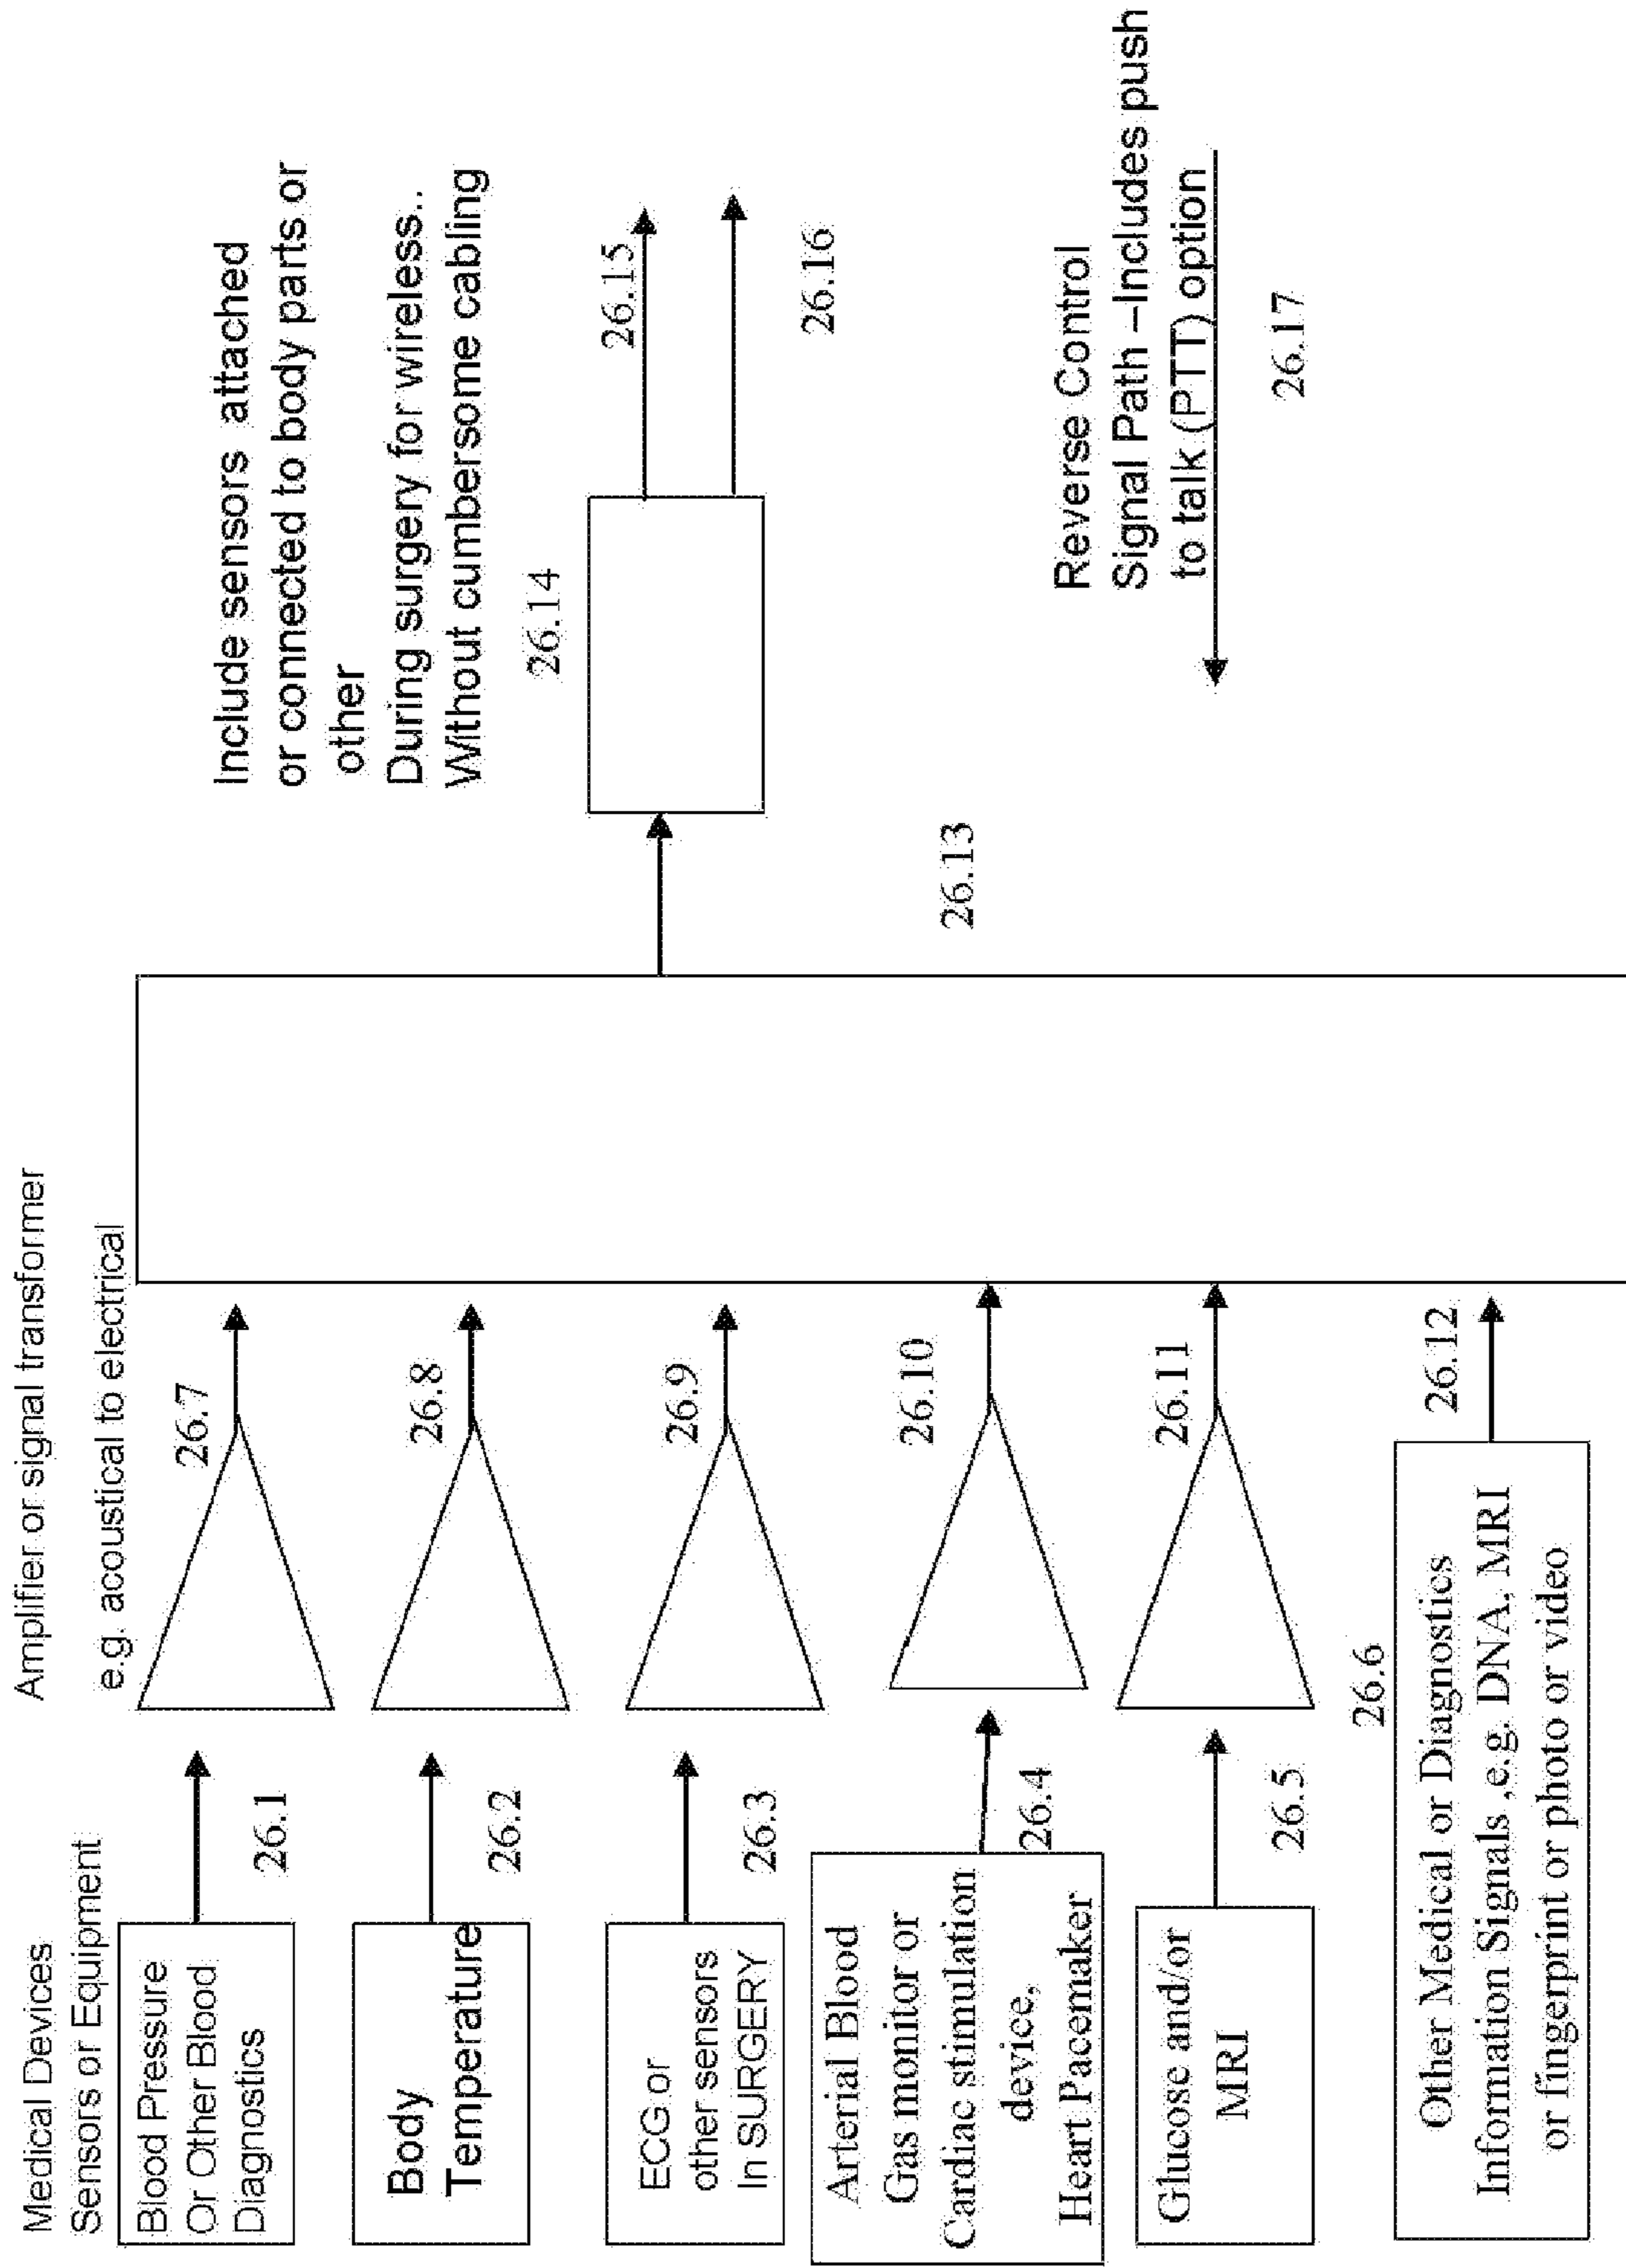 Medical Devices
Sensors or Equipment
Amplifier or signal transformer
e.g. acoustical to electrical
Blood Pressure
Or Other Blood
Diagnostics
26.1
26.7
Body
Temperature
26.2
26.8
ECG or
other sensors
In SURGERY
26.3
26.9
Arterial Blood
Gas monitor or
Cardiac stimulation
device,
Heart Pacemaker
26.4
26.10
Glucose and/or
MRI
26.5
26.11
26.6
Other Medical or Diagnostics
Information Signals ,e.g. DNA, MRI
or fingerprint or photo or video
26.12
26.13
Include sensors attached
or connected to body parts or
other
During surgery for wireless..
Without cumbersome cabling
26.14
26.15
26.16
Reverse Control
Signal Path –Includes push
to talk (PTT) option
26.17